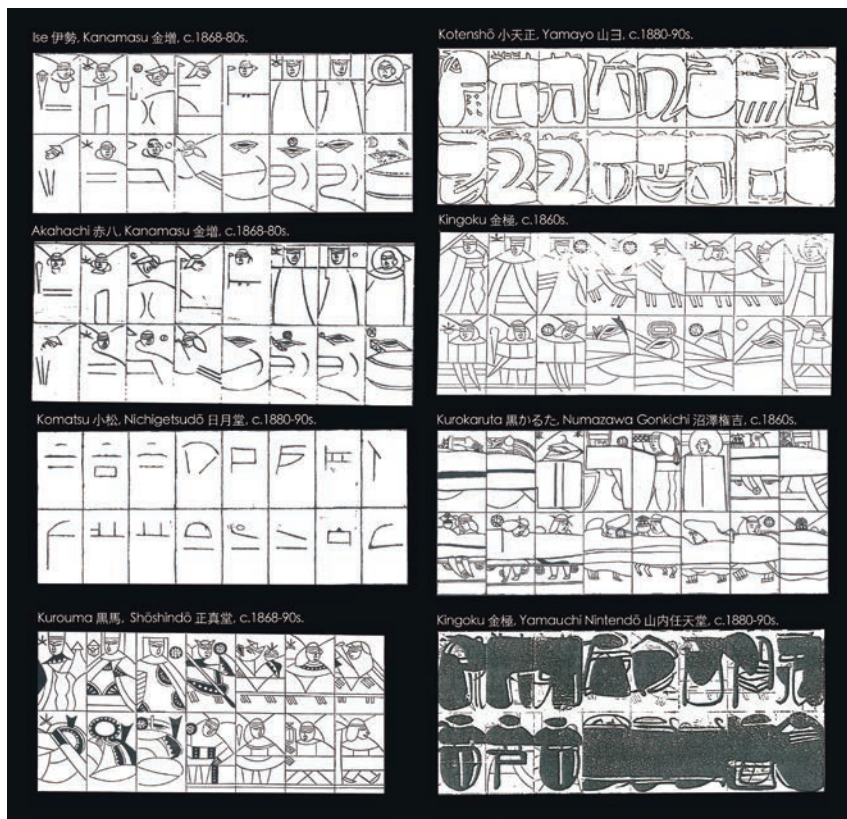 Ise 伊勢, Kanamasu 金増, c.1868-80s.
Akahachi 赤八, Kanamasu 金増, c.1868-80s.
Komatsu 小松, Nichigetsudō 日月堂, c.1880-90s.
Kurouma 黒馬, Shōshindō 正真堂, c.1868-90s.
Kotenshō 小天正, Yamayo 山ヨ, c.1880-90s.
Kingoku 金極, c.1860s.
Kurokaruta 黒かるた, Numazawa Gonkichi 沼澤権吉, c.1860s.
Kingoku 金極, Yamauchi Nintendō 山内任天堂, c.1880-90s.